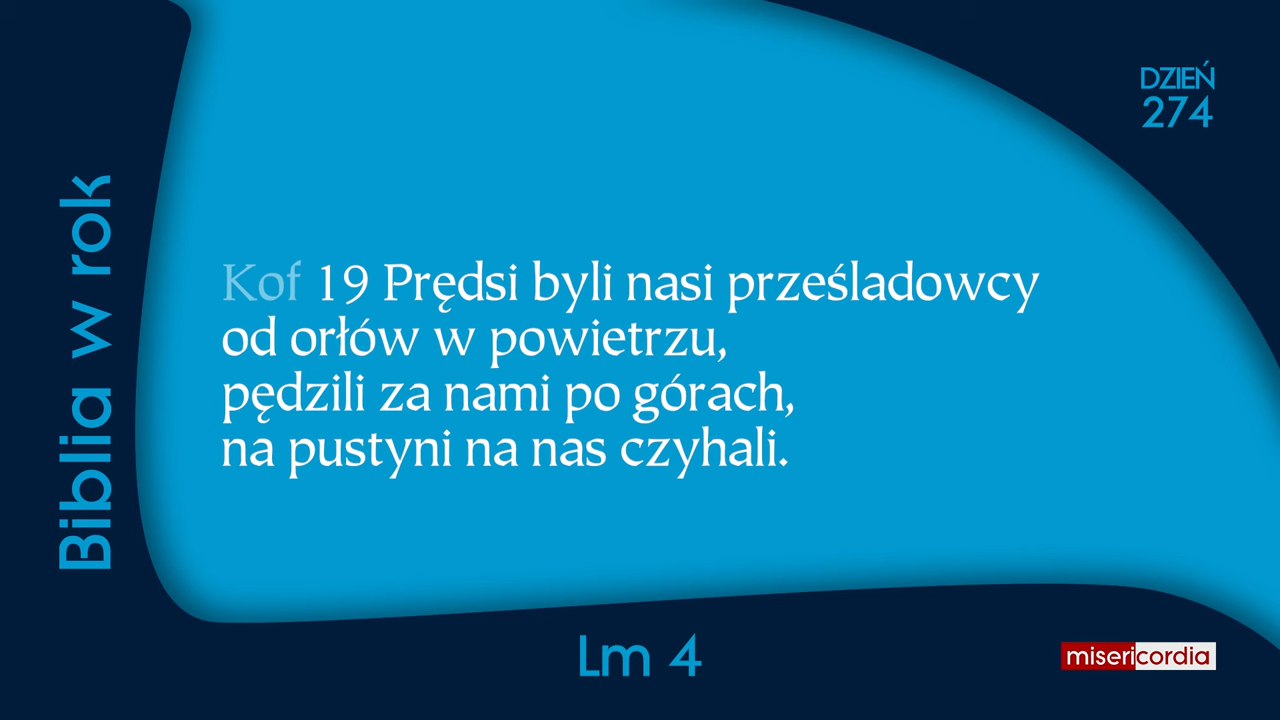 DZIEŃ
274
Biblia w rok
Kof 19 Prędsi byli nasi prześladowcy
od orłów w powietrzu,
pędzili za nami po górach,
na pustyni na nas czyhali.
Lm 4
misericordia